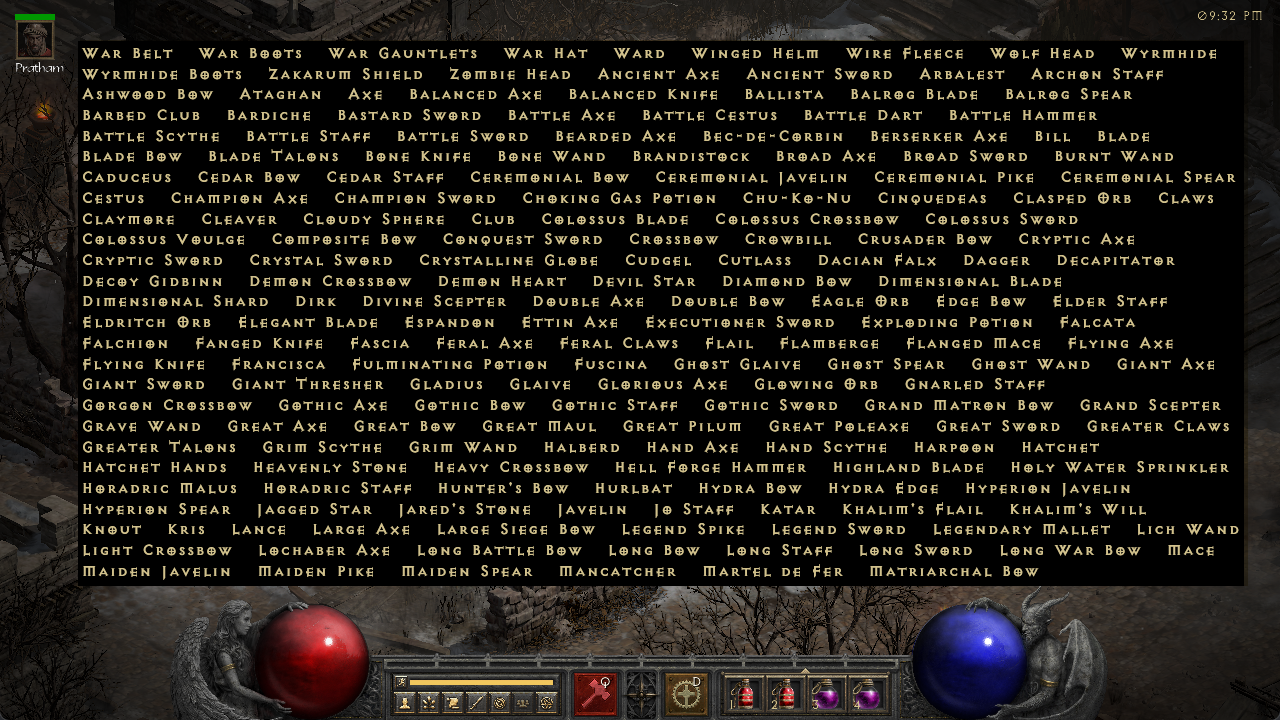 09:32 PM
Pratham
War Belt War Boots War Gauntlets War Hat Ward Winged Helm Wire Fleece Wolf Head Wyrmhide
Wyrmhide Boots Zakarum Shield Zombie Head Ancient Axe Ancient Sword Arbalest Archon Staff
Ashwood Bow Ataghan Axe Balanced Axe Balanced Knife Ballista Balrog Blade Balrog Spear
Barbed Club Bardiche Bastard Sword Battle Axe Battle Cestus Battle Dart Battle Hammer
Battle Scythe Battle Staff Battle Sword Bearded Axe Bec-de-Corbin Berserker Axe Bill Blade
Blade Bow Blade Talons Bone Knife Bone Wand Brandistock Broad Axe Broad Sword Burnt Wand
Caduceus Cedar Bow Cedar Staff Ceremonial Bow Ceremonial Javelin Ceremonial Pike Ceremonial Spear
Cestus Champion Axe Champion Sword Choking Gas Potion Chu-Ko-Nu Cinquedeas Clasped Orb Claws
Claymore Cleaver Cloudy Sphere Club Colossus Blade Colossus Crossbow Colossus Sword
Colossus Voulge Composite Bow Conquest Sword Crossbow Crowbill Crusader Bow Cryptic Axe
Cryptic Sword Crystal Sword Crystalline Globe Cudgel Cutlass Dacian Falx Dagger Decapitator
Decoy Gidbinn Demon Crossbow Demon Heart Devil Star Diamond Bow Dimensional Blade
Dimensional Shard Dirk Divine Scepter Double Axe Double Bow Eagle Orb Edge Bow Elder Staff
Eldritch Orb Elegant Blade Espandon Ettin Axe Executioner Sword Exploding Potion Falcata
Falchion Fanged Knife Fascia Feral Axe Feral Claws Flail Flamberge Flanged Mace Flying Axe
Flying Knife Francisca Fulminating Potion Fuscina Ghost Glaive Ghost Spear Ghost Wand Giant Axe
Giant Sword Giant Thresher Gladius Glaive Glorious Axe Glowing Orb Gnarled Staff
Gorgon Crossbow Gothic Axe Gothic Bow Gothic Staff Gothic Sword Grand Matron Bow Grand Scepter
Grave Wand Great Axe Great Bow Great Maul Great Pilum Great Poleaxe Great Sword Greater Claws
Greater Talons Grim Scythe Grim Wand Halberd Hand Axe Hand Scythe Harpoon Hatchet
Hatchet Hands Heavenly Stone Heavy Crossbow Hell Forge Hammer Highland Blade Holy Water Sprinkler
Horadric Malus Horadric Staff Hunter's Bow Hurlbat Hydra Bow Hydra Edge Hyperion Javelin
Hyperion Spear Jagged Star Jared's Stone Javelin Jo Staff Katar Khalim's Flail Khalim's Will
Knout Kris Lance Large Axe Large Siege Bow Legend Spike Legend Sword Legendary Mallet Lich Wand
Light Crossbow Lochaber Axe Long Battle Bow Long Bow Long Staff Long Sword Long War Bow Mace
Maiden Javelin Maiden Pike Maiden Spear Mancatcher Martel de Fer Matriarchal Bow
Q D
1 2 3 4